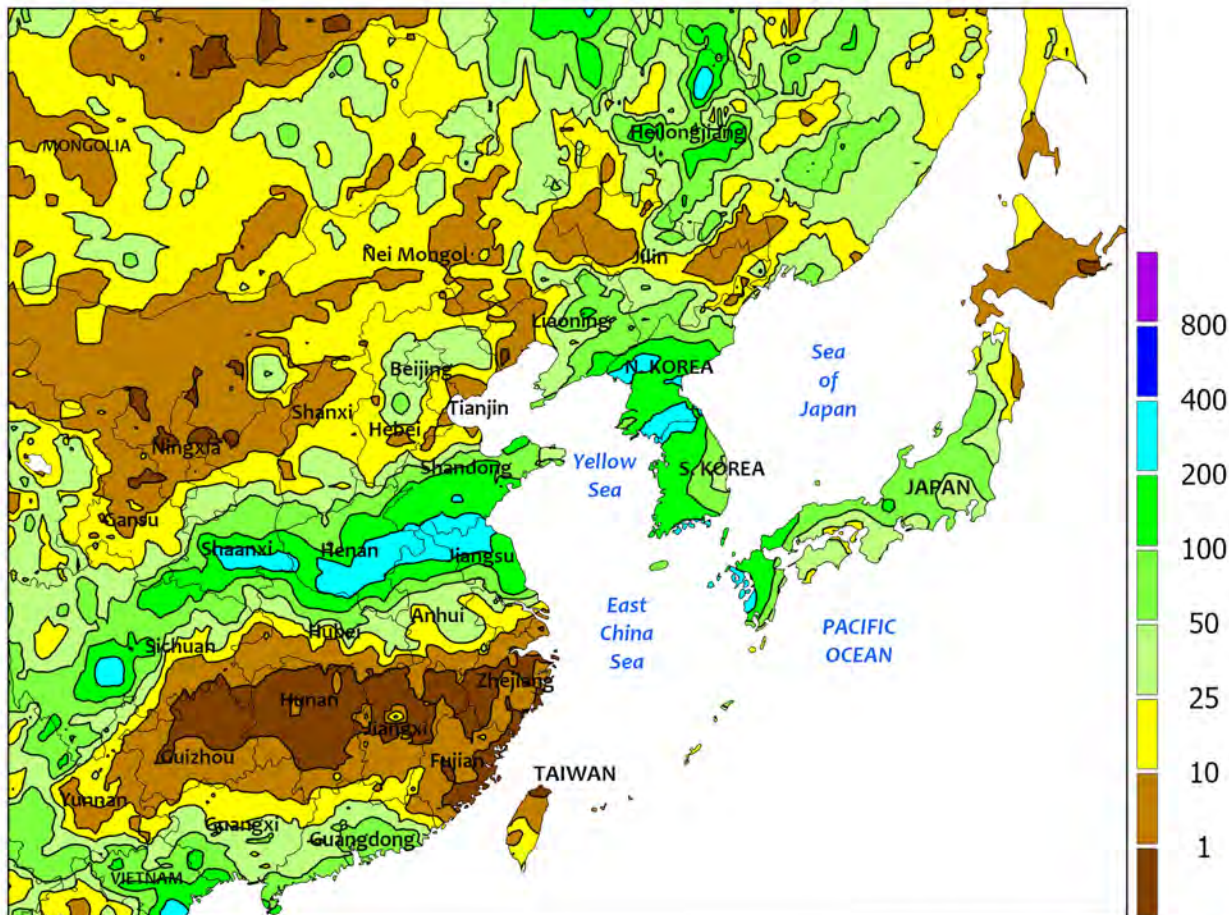 Heilongjiang
MONGOLIA
Nei Mongol
Jilin
Liaoning
Beijing
N. KOREA
Sea
of
Japan
800
400
200
100
50
25
10
1
Shanxi
Tianjin
Hebei
Ningxia
Shandong
Yellow
Sea
S. KOREA
JAPAN
Gansu
Shaanxi
Henan
Jiangsu
Anhui
Hubei
Sichuan
East
China
Sea
PACIFIC
OCEAN
Zhejiang
Hunan
Jiangxi
Guizhou
Fujian
TAIWAN
Yunnan
Guangxi
Guangdong
VIETNAM